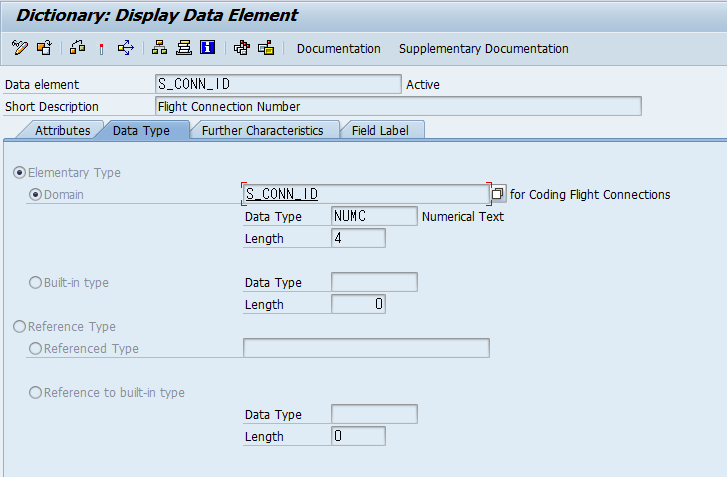 Dictionary: Display Data Element
Documentation Supplementary Documentation
Data element S_CONN_ID Active
Short Description Flight Connection Number
Attributes Data Type Further Characteristics Field Label
Elementary Type
Domain S_CONN_ID for Coding Flight Connections
Data Type NUMC Numerical Text
Length 4
Built-in type Data Type
Length 0
Reference Type
Referenced Type
Reference to built-in type
Data Type
Length 0